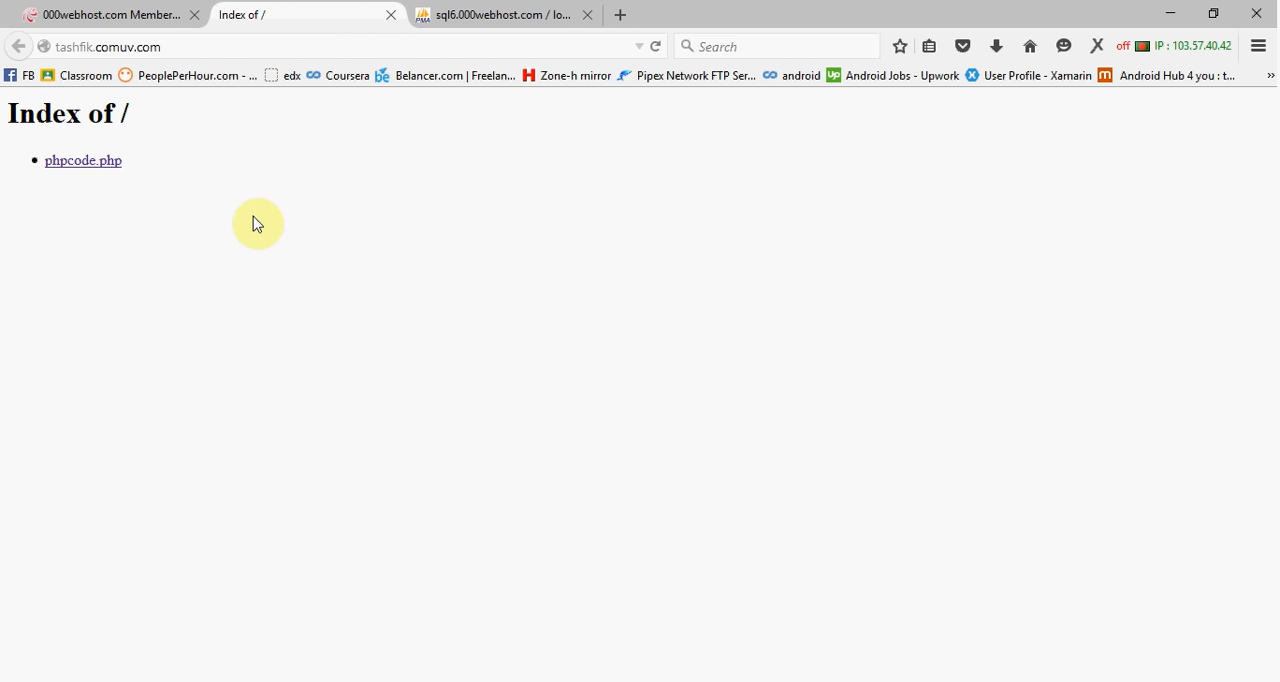 000webhost.com Member...
Index of /
sql6.000webhost.com / lo...
tashfik.comuv.com
Search
off
IP : 103.57.40.42
FB
Classroom
PeoplePerHour.com - ...
edx
Coursera
Belancer.com | Freelan...
Zone-h mirror
Pipex Network FTP Ser...
android
Android Jobs - Upwork
User Profile - Xamarin
Android Hub 4 you : t...
»
Index of /
• phpcode.php